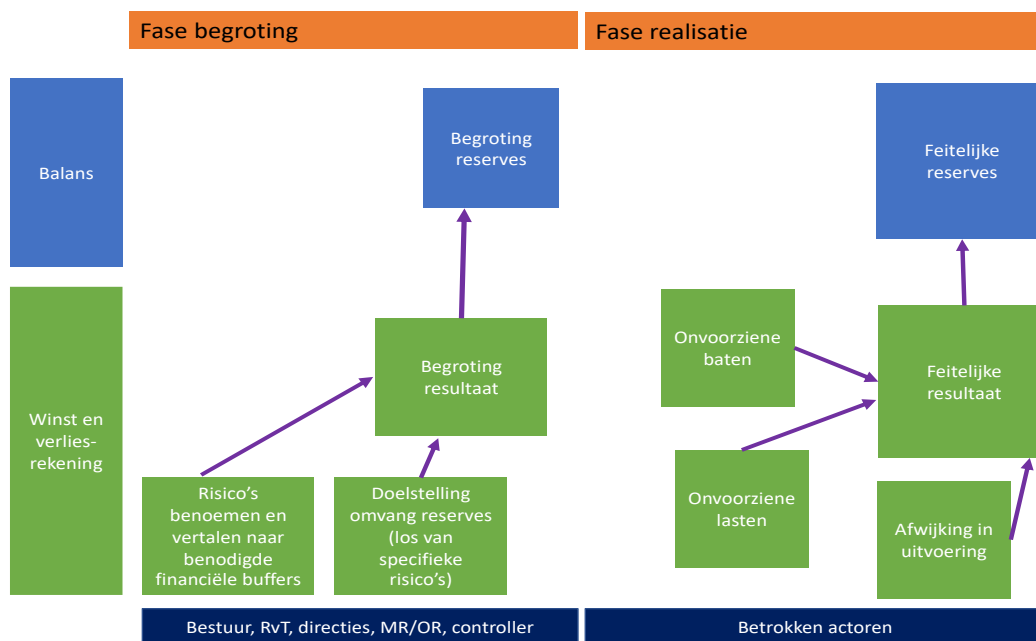 Fase begroting
Fase realisatie
Balans
Begroting
reserves
Feitelijke
reserves
Winst en
verlies-
rekening
Begroting
resultaat
Onvoorziene
baten
Feitelijke
resultaat
Risico's
benoemen en
vertalen naar
benodigde
financiële buffers
Doelstelling
omvang reserves
(los van
specifieke
risico's)
Onvoorziene
lasten
Afwijking in
uitvoering
Bestuur, RvT, directies, MR/OR, controller
Betrokken actoren